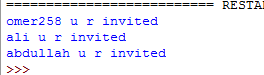 =========================== RESTA
omer258 u r invited
ali u r invited
abdullah u r invited
>>>